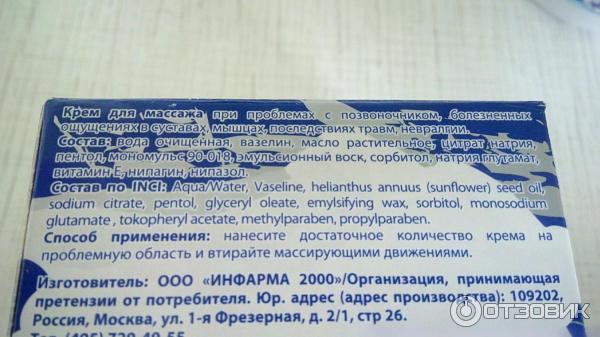 Крем для массажа при проблемах с позвоночником, болезненных
ощущениях в суставах, мышцах, последствиях травм, невралгии.
Состав: вода очищенная, вазелин, масло растительное, цитрат натрия,
пентол, мономульс 90-018, эмульсионный воск, сорбитол, натрия глутамат,
витамин Е, нипагин, нипазол.
Состав по INCI: Aqua/Water, Vaseline, helianthus annuus (sunflower) seed oil,
sodium citrate, pentol, glyceryl oleate, emylsifying wax, sorbitol, monosodium
glutamate , tokopheryl acetate, methylparaben, propylparaben.
Способ применения: нанесите достаточное количество крема на
проблемную область и втирайте массирующими движениями.
Изготовитель: ООО «ИНФАРМА 2000»/Организация, принимающая
претензии от потребителя. Юр. адрес (адрес производства): 109202,
Россия, Москва, ул. 1-я Фрезерная, д. 2/1, стр 26.
ОТЗОВИК